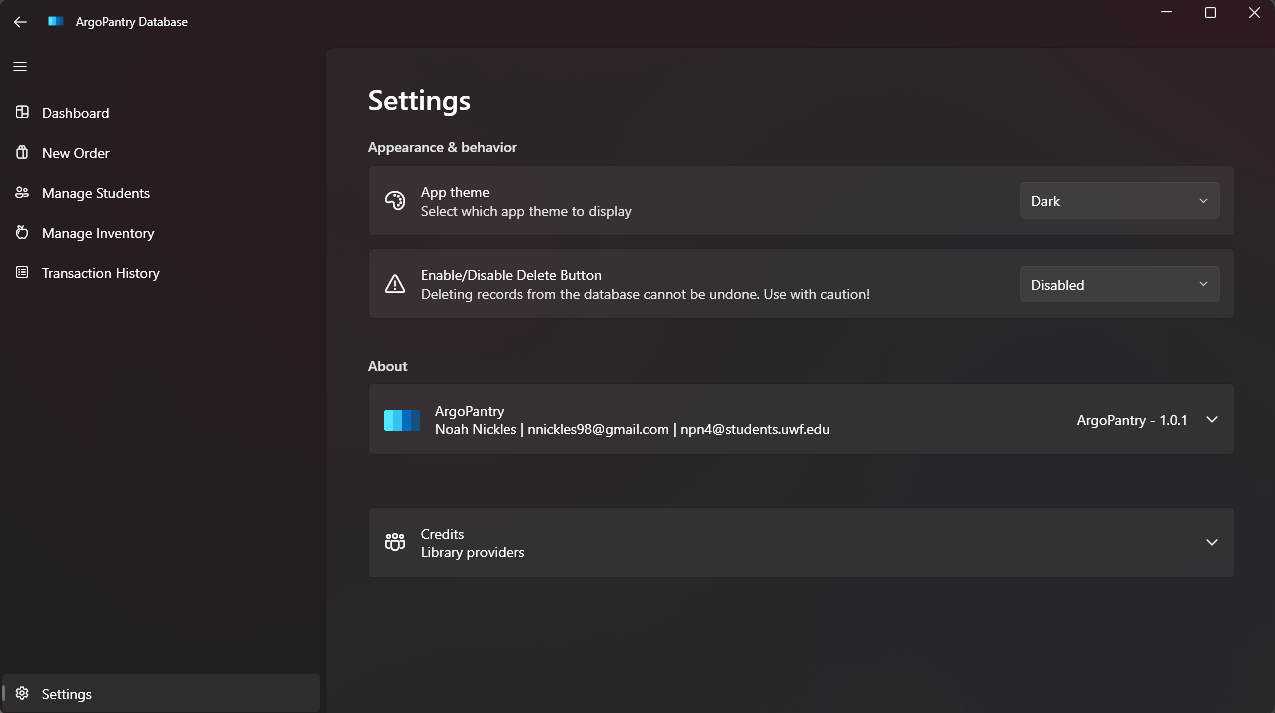 ArgoPantry Database
Dashboard
New Order
Manage Students
Manage Inventory
Transaction History
Settings
Settings
Appearance & behavior
App theme
Select which app theme to display
Dark
Enable/Disable Delete Button
Deleting records from the database cannot be undone. Use with caution!
Disabled
About
ArgoPantry
Noah Nickles | nnickles98@gmail.com | npn4@students.uwf.edu
ArgoPantry - 1.0.1
Credits
Library providers